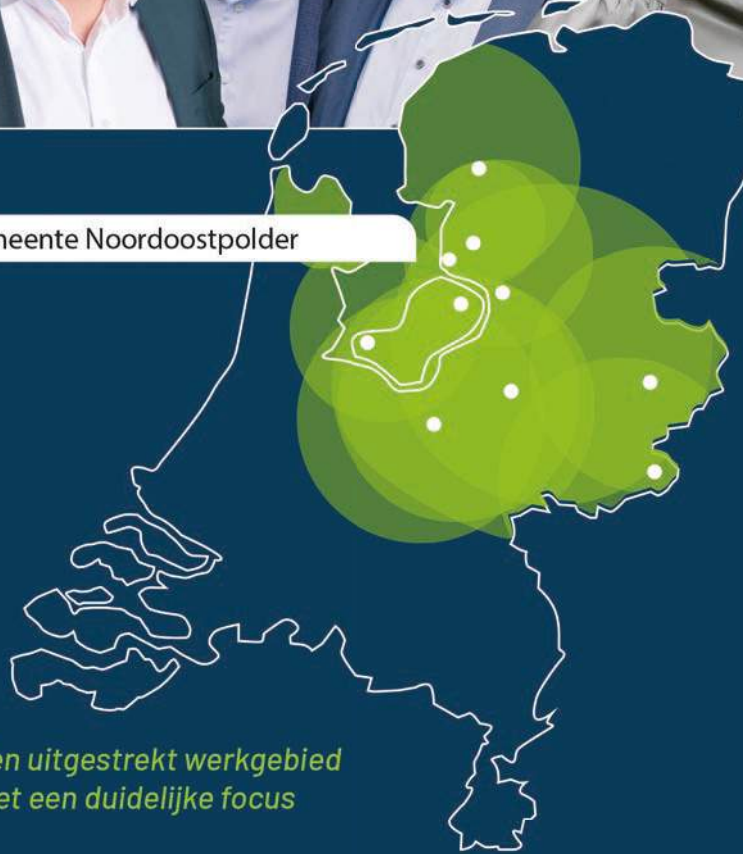 neente Noordoostpolder
en uitgestrekt werkgebied
et een duidelijke focus